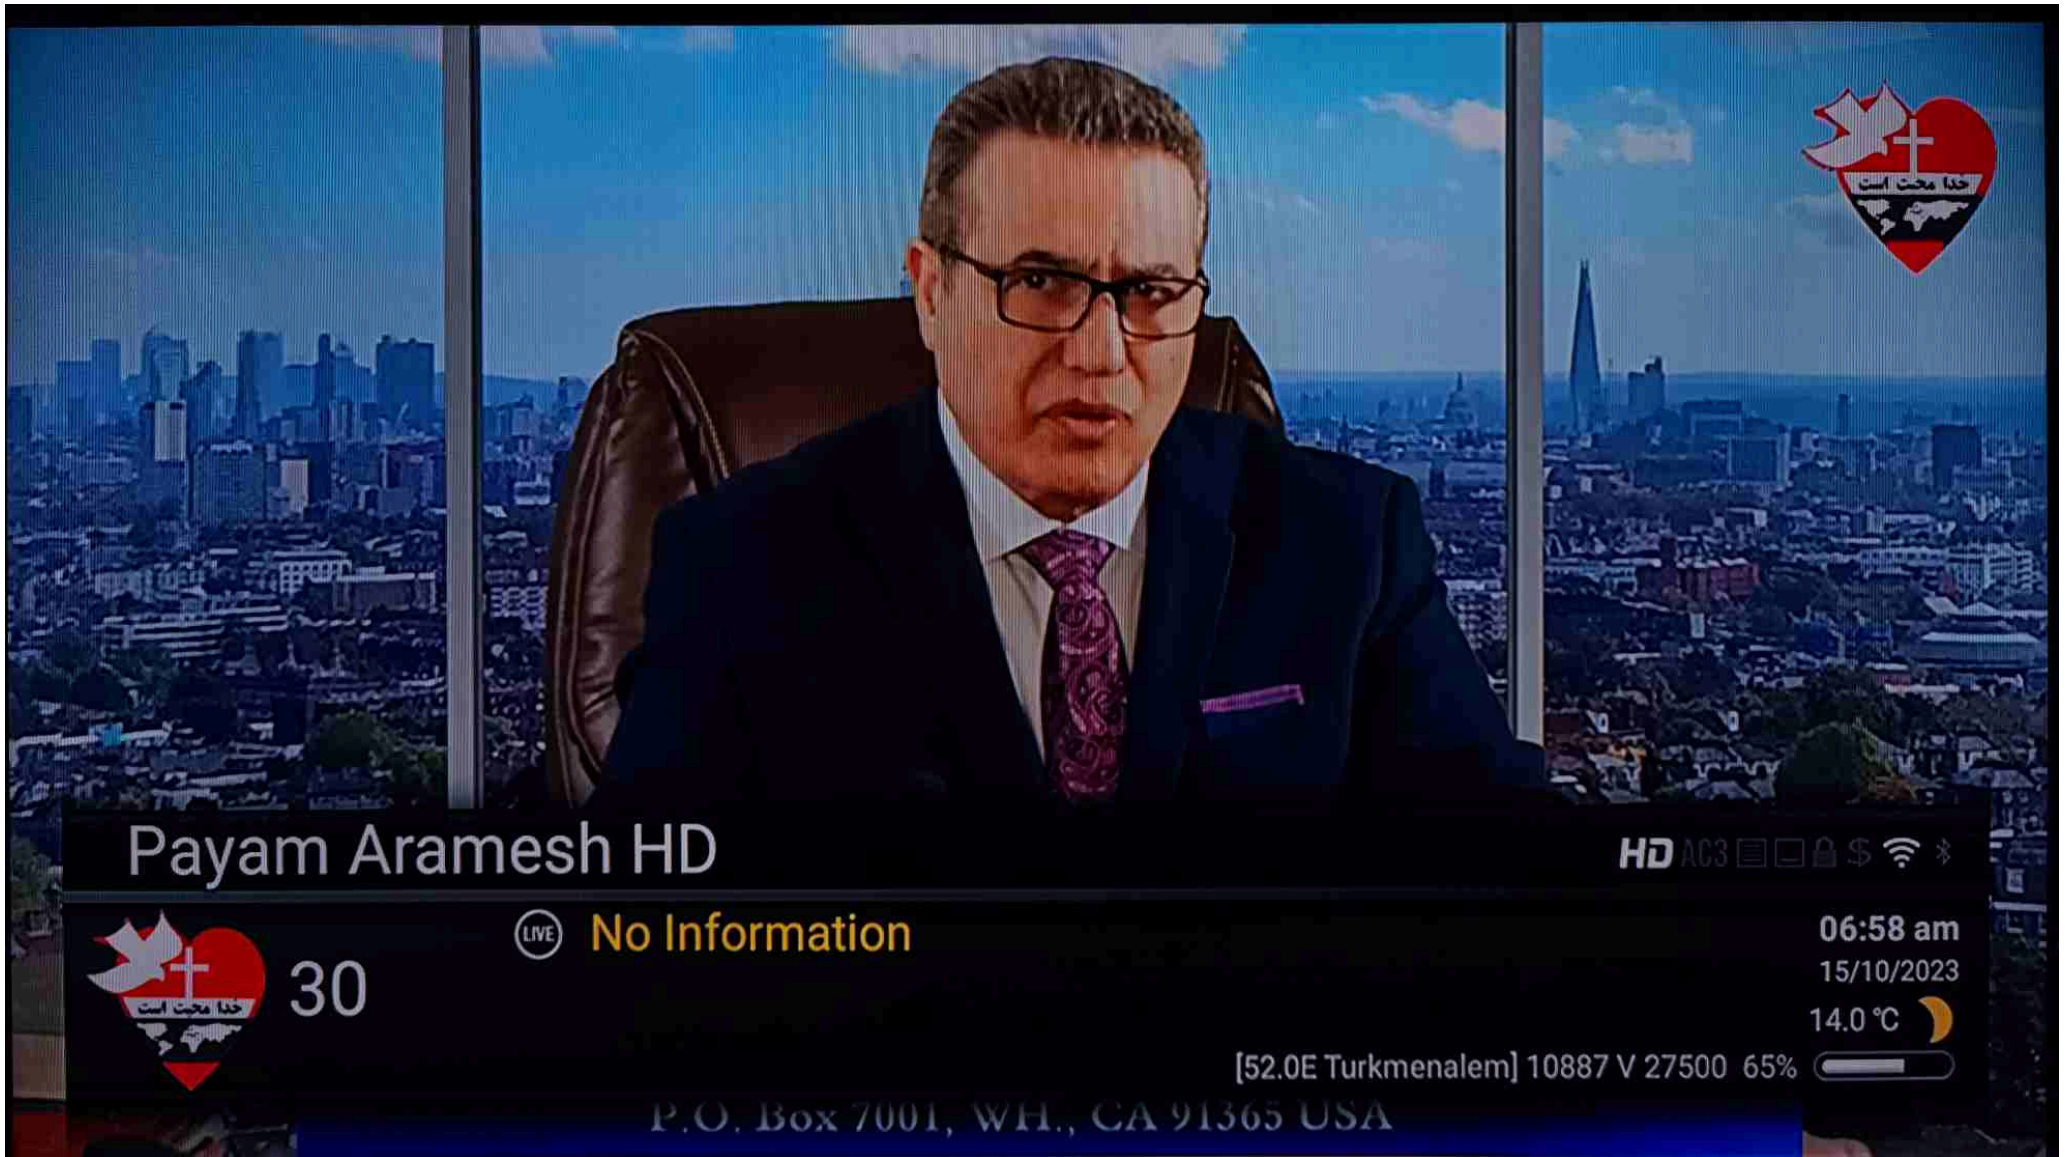 خدا محبت است
Payam Aramesh HD
HD AC3 $
خدا محبت است
30
LIVE No Information
06:58 am
15/10/2023
14.0 °C
[52.0E Turkmenalem] 10887 V 27500 65%
P.O. Box 7001, WH., CA 91365 USA